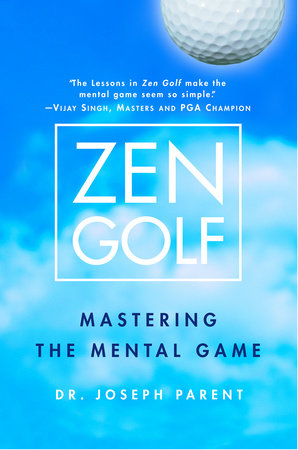 “The Lessons in Zen Golf make the
mental game seem so simple.”
—Vijay Singh, Masters and PGA Champion
ZEN
GOLF
MASTERING
THE MENTAL GAME
DR. JOSEPH PARENT